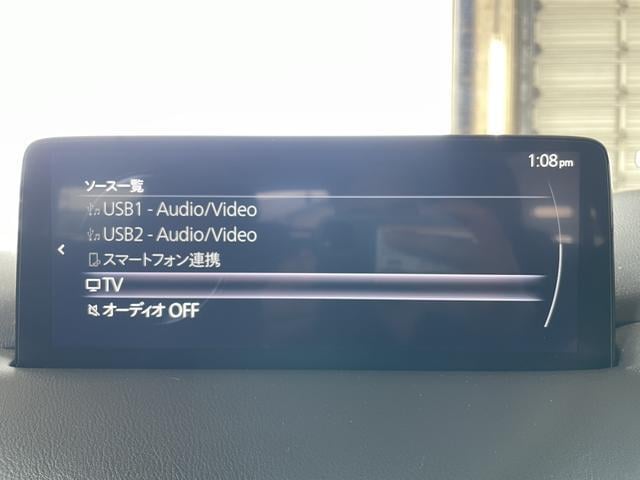 1:08pm
ソース一覧
USB1 - Audio/Video
USB2 - Audio/Video
スマートフォン連携
TV
オーディオ OFF